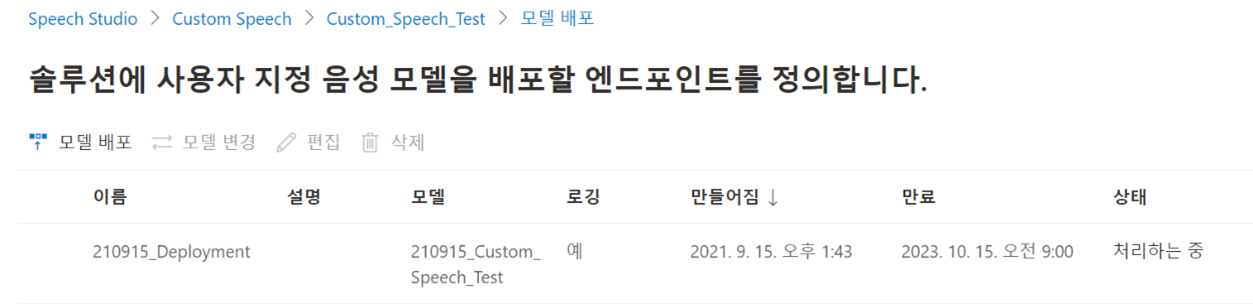 Speech Studio > Custom Speech > Custom_Speech_Test > 모델 배포
솔루션에 사용자 지정 음성 모델을 배포할 엔드포인트를 정의합니다.
모델 배포 모델 변경 편집 삭제
이름 설명 모델 로깅 만들어짐 ↓ 만료 상태
210915_Deployment 210915_Custom_ 예 2021. 9. 15. 오후 1:43 2023. 10. 15. 오전 9:00 처리하는 중
Speech_Test